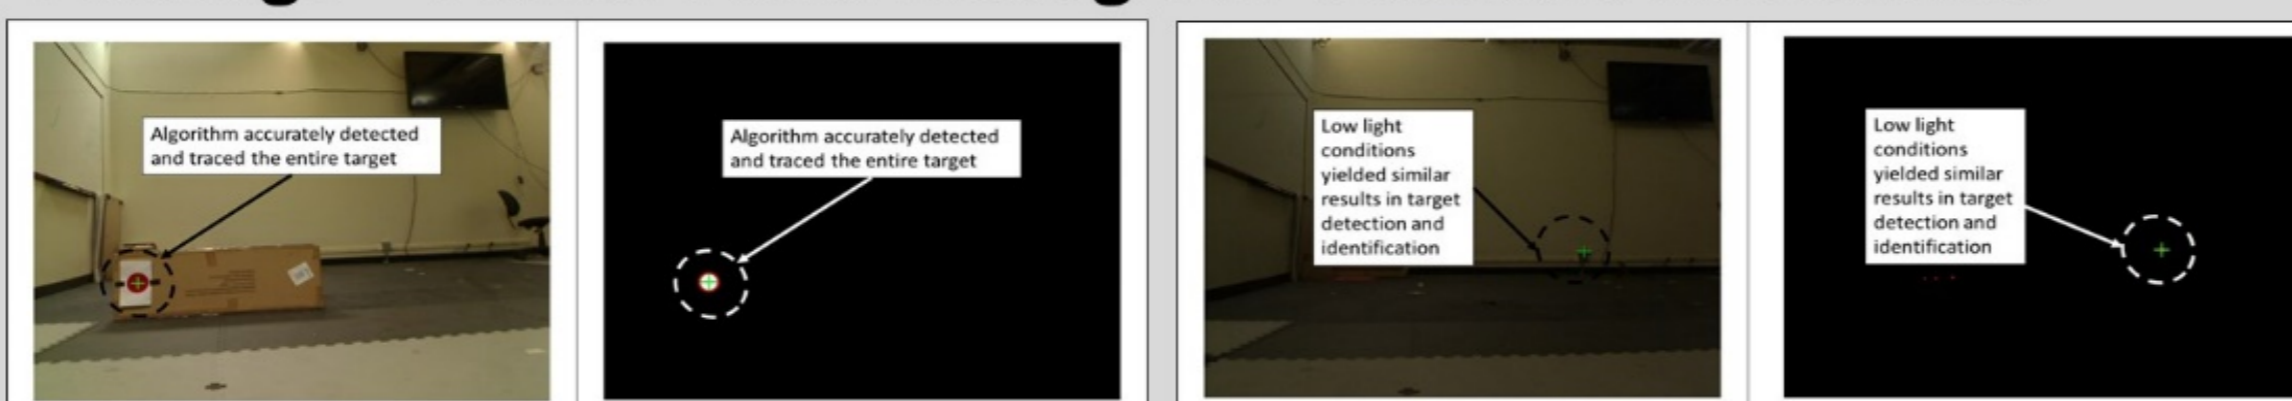 Algorithm accurately detected
and traced the entire target
Algorithm accurately detected
and traced the entire target
Low light
conditions
yielded similar
results in target
detection and
identification
Low light
conditions
yielded similar
results in target
detection and
identification